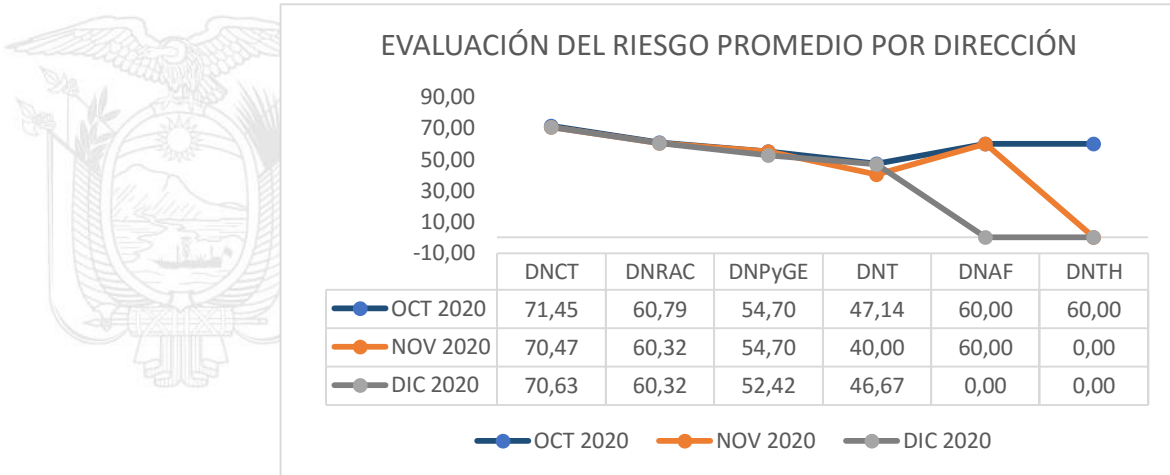 EVALUACIÓN DEL RIESGO PROMEDIO POR DIRECCIÓN
90,00
70,00
50,00
30,00
10,00
-10,00
DNCT DNRAC DNPyGE DNT DNAF DNTH
OCT 2020 71,45 60,79 54,70 47,14 60,00 60,00
NOV 2020 70,47 60,32 54,70 40,00 60,00 0,00
DIC 2020 70,63 60,32 52,42 46,67 0,00 0,00
OCT 2020 NOV 2020 DIC 2020